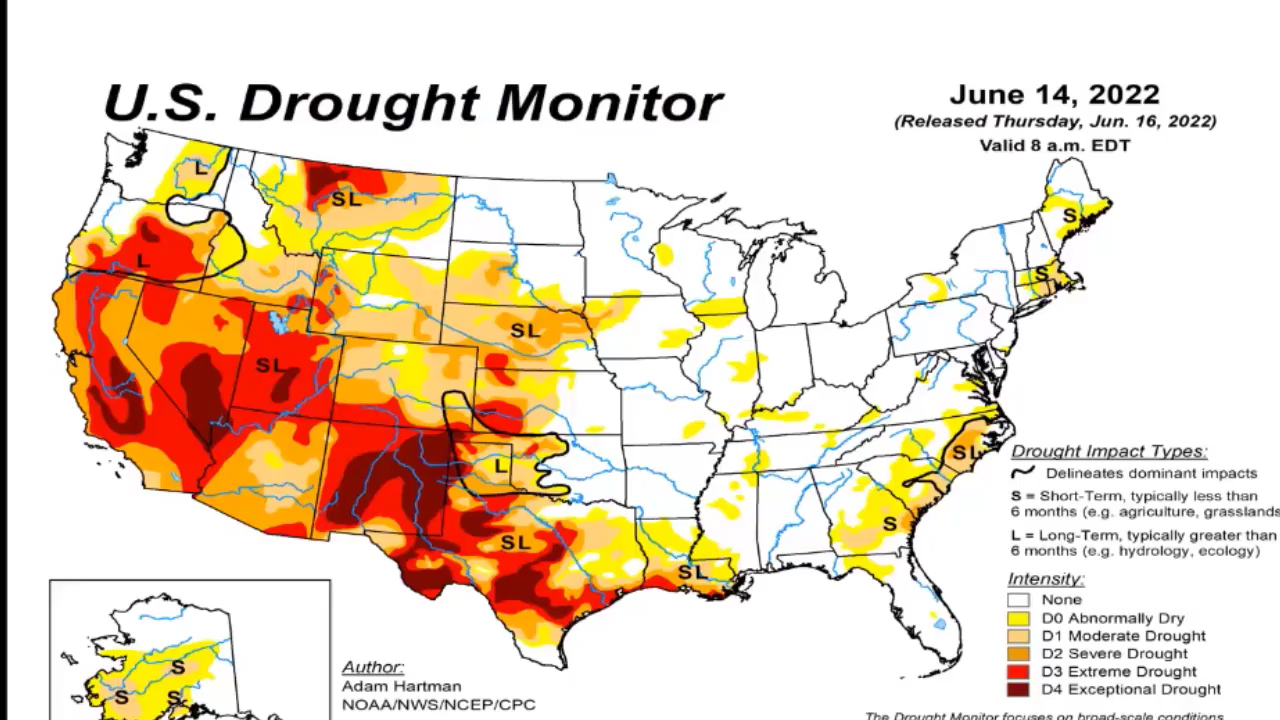 U.S. Drought Monitor
June 14, 2022
(Released Thursday, Jun. 16, 2022)
Valid 8 a.m. EDT
L
SL
S
L
S
SL
SL
L
SL
S
SL
SL
Drought Impact Types:
Delineates dominant impacts
S = Short-Term, typically less than
6 months (e.g. agriculture, grasslands
L = Long-Term, typically greater than
6 months (e.g. hydrology, ecology)
Intensity:
None
D0 Abnormally Dry
D1 Moderate Drought
D2 Severe Drought
D3 Extreme Drought
D4 Exceptional Drought
S
S
S
Author:
Adam Hartman
NOAA/NWS/NCEP/CPC
The Drought Monitor focuses on broad-scale conditions